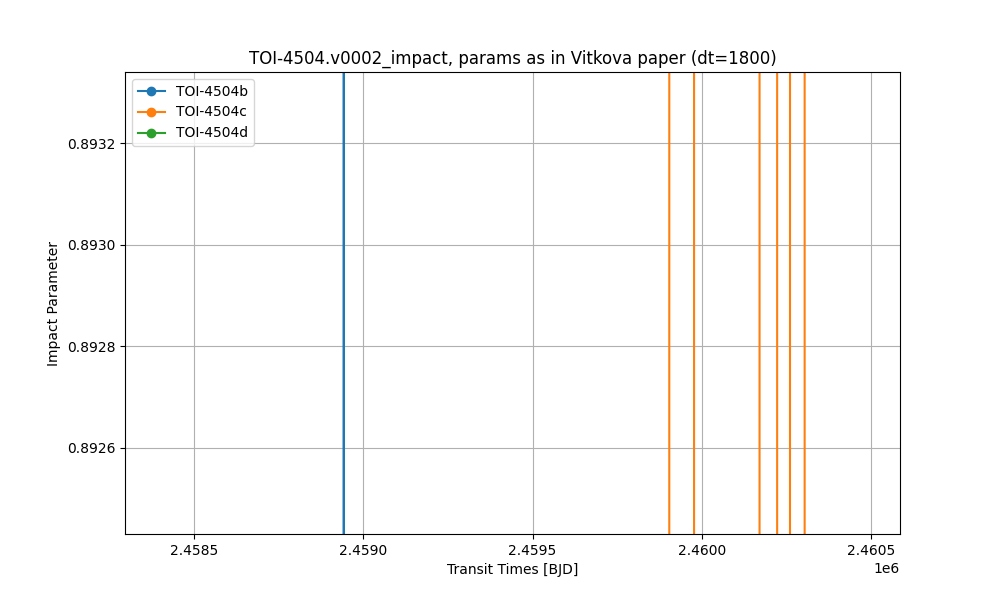 TOI-4504.v0002_impact, params as in Vitkova paper (dt=1800)
TOI-4504b
TOI-4504c
TOI-4504d
0.8932
0.8930
0.8928
0.8926
Impact Parameter
2.4585 2.4590 2.4595 2.4600 2.4605
1e6
Transit Times [BJD]